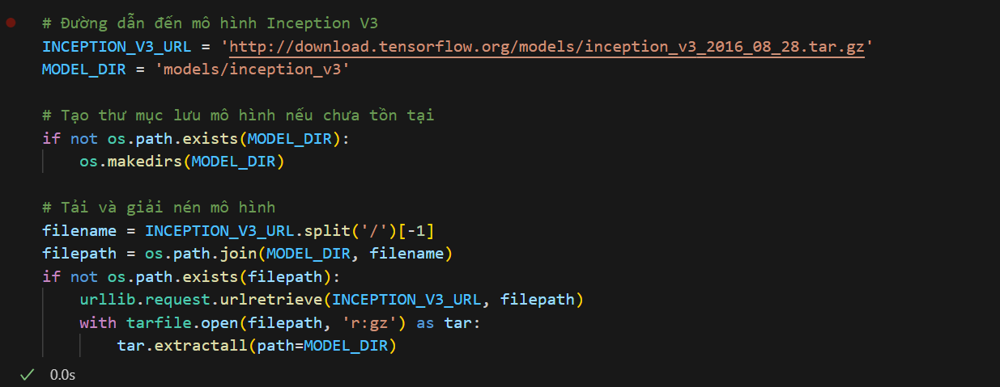 # Đường dẫn đến mô hình Inception V3
INCEPTION_V3_URL = 'http://download.tensorflow.org/models/inception_v3_2016_08_28.tar.gz'
MODEL_DIR = 'models/inception_v3'
# Tạo thư mục lưu mô hình nếu chưa tồn tại
if not os.path.exists(MODEL_DIR):
    os.makedirs(MODEL_DIR)
# Tải và giải nén mô hình
filename = INCEPTION_V3_URL.split('/')[-1]
filepath = os.path.join(MODEL_DIR, filename)
if not os.path.exists(filepath):
    urllib.request.urlretrieve(INCEPTION_V3_URL, filepath)
    with tarfile.open(filepath, 'r:gz') as tar:
        tar.extractall(path=MODEL_DIR)
0.0s